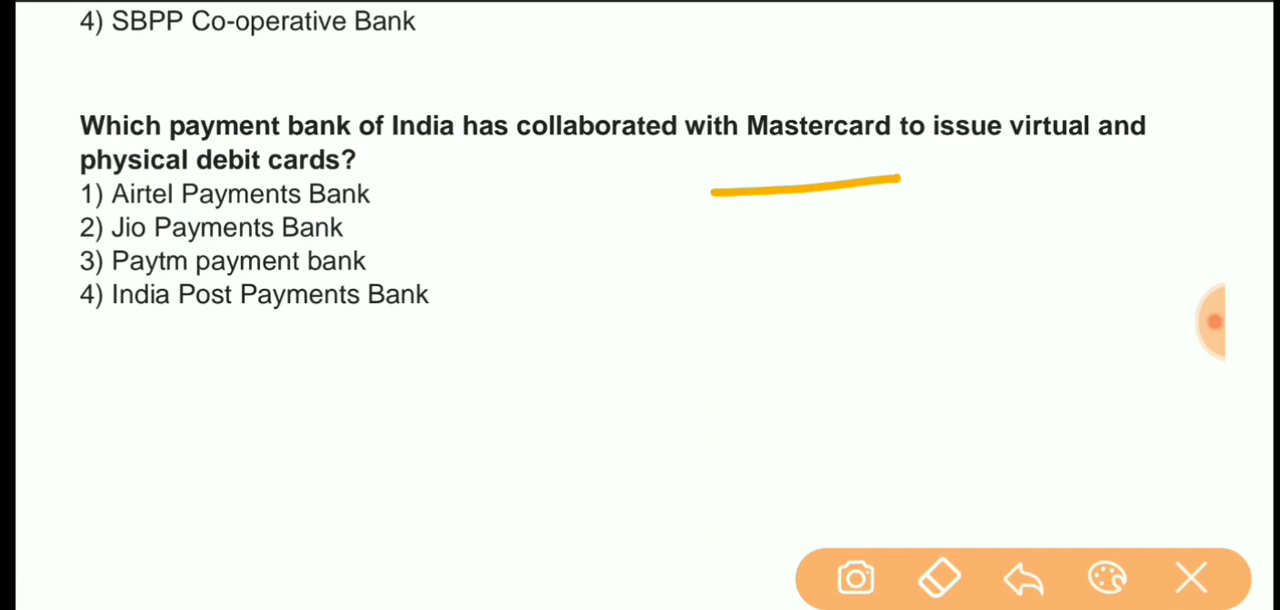 4) SBPP Co-operative Bank
Which payment bank of India has collaborated with Mastercard to issue virtual and
physical debit cards?
1) Airtel Payments Bank
2) Jio Payments Bank
3) Paytm payment bank
4) India Post Payments Bank